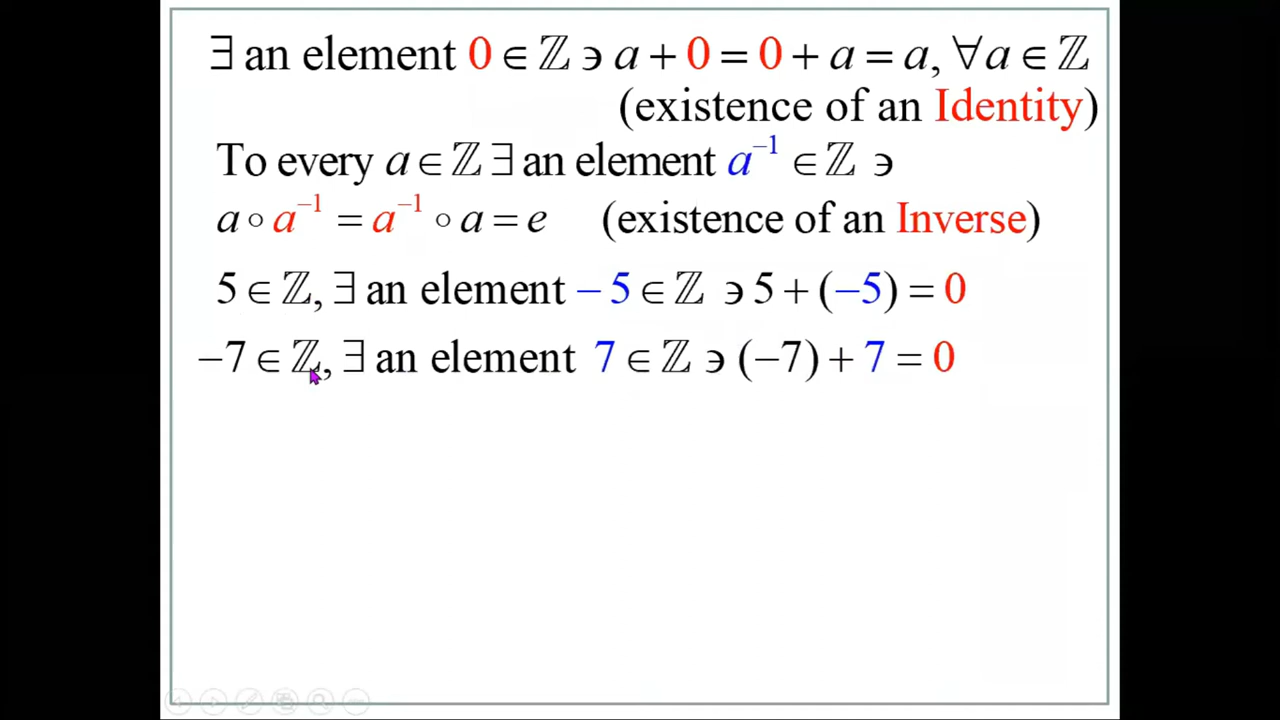 ∃ an element 0 ∈ ℤ ∋ a + 0 = 0 + a = a, ∀a ∈ ℤ
(existence of an Identity)
To every a ∈ ℤ ∃ an element a⁻¹ ∈ ℤ ∋
a ∘ a⁻¹ = a⁻¹ ∘ a = e (existence of an Inverse)
5 ∈ ℤ, ∃ an element −5 ∈ ℤ ∋ 5 + (−5) = 0
−7 ∈ ℤ, ∃ an element 7 ∈ ℤ ∋ (−7) + 7 = 0